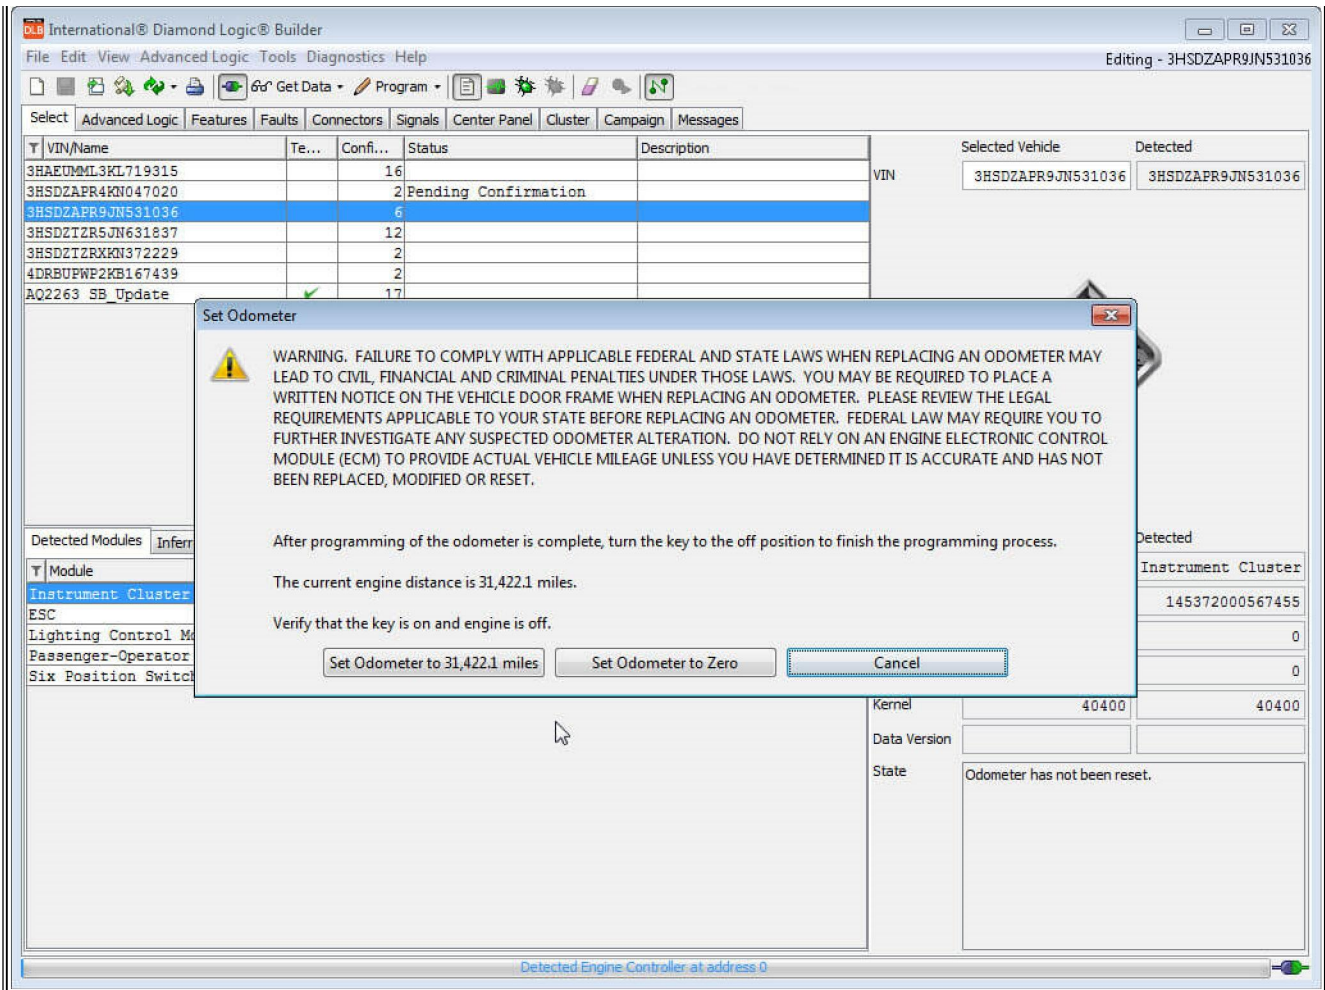 DLB International® Diamond Logic® Builder
File Edit View Advanced Logic Tools Diagnostics Help
Editing - 3HSDZAPR9JN531036
Get Data Program
Select Advanced Logic Features Faults Connectors Signals Center Panel Cluster Campaign Messages
VIN/Name Te... Confi... Status Description
3HAEUMML3KL719315 16
3HSDZAPR4KN047020 2 Pending Confirmation
3HSDZAPR9JN531036 6
3HSDZTZR5JN631837 12
3HSDZTZRXKN372229 2
4DRBUPWP2KB167439 2
AQ2263 SB_Update 17
Selected Vehicle Detected
VIN 3HSDZAPR9JN531036 3HSDZAPR9JN531036
Set Odometer
WARNING. FAILURE TO COMPLY WITH APPLICABLE FEDERAL AND STATE LAWS WHEN REPLACING AN ODOMETER MAY
LEAD TO CIVIL, FINANCIAL AND CRIMINAL PENALTIES UNDER THOSE LAWS. YOU MAY BE REQUIRED TO PLACE A
WRITTEN NOTICE ON THE VEHICLE DOOR FRAME WHEN REPLACING AN ODOMETER. PLEASE REVIEW THE LEGAL
REQUIREMENTS APPLICABLE TO YOUR STATE BEFORE REPLACING AN ODOMETER. FEDERAL LAW MAY REQUIRE YOU TO
FURTHER INVESTIGATE ANY SUSPECTED ODOMETER ALTERATION. DO NOT RELY ON AN ENGINE ELECTRONIC CONTROL
MODULE (ECM) TO PROVIDE ACTUAL VEHICLE MILEAGE UNLESS YOU HAVE DETERMINED IT IS ACCURATE AND HAS NOT
BEEN REPLACED, MODIFIED OR RESET.
After programming of the odometer is complete, turn the key to the off position to finish the programming process.
The current engine distance is 31,422.1 miles.
Verify that the key is on and engine is off.
Set Odometer to 31,422.1 miles Set Odometer to Zero Cancel
Detected Modules Inferr
Module
Instrument Cluster
ESC
Lighting Control Mo
Passenger-Operator
Six Position Switch
Detected
Instrument Cluster
145372000567455
0
0
Kernel 40400 40400
Data Version
State Odometer has not been reset.
Detected Engine Controller at address 0